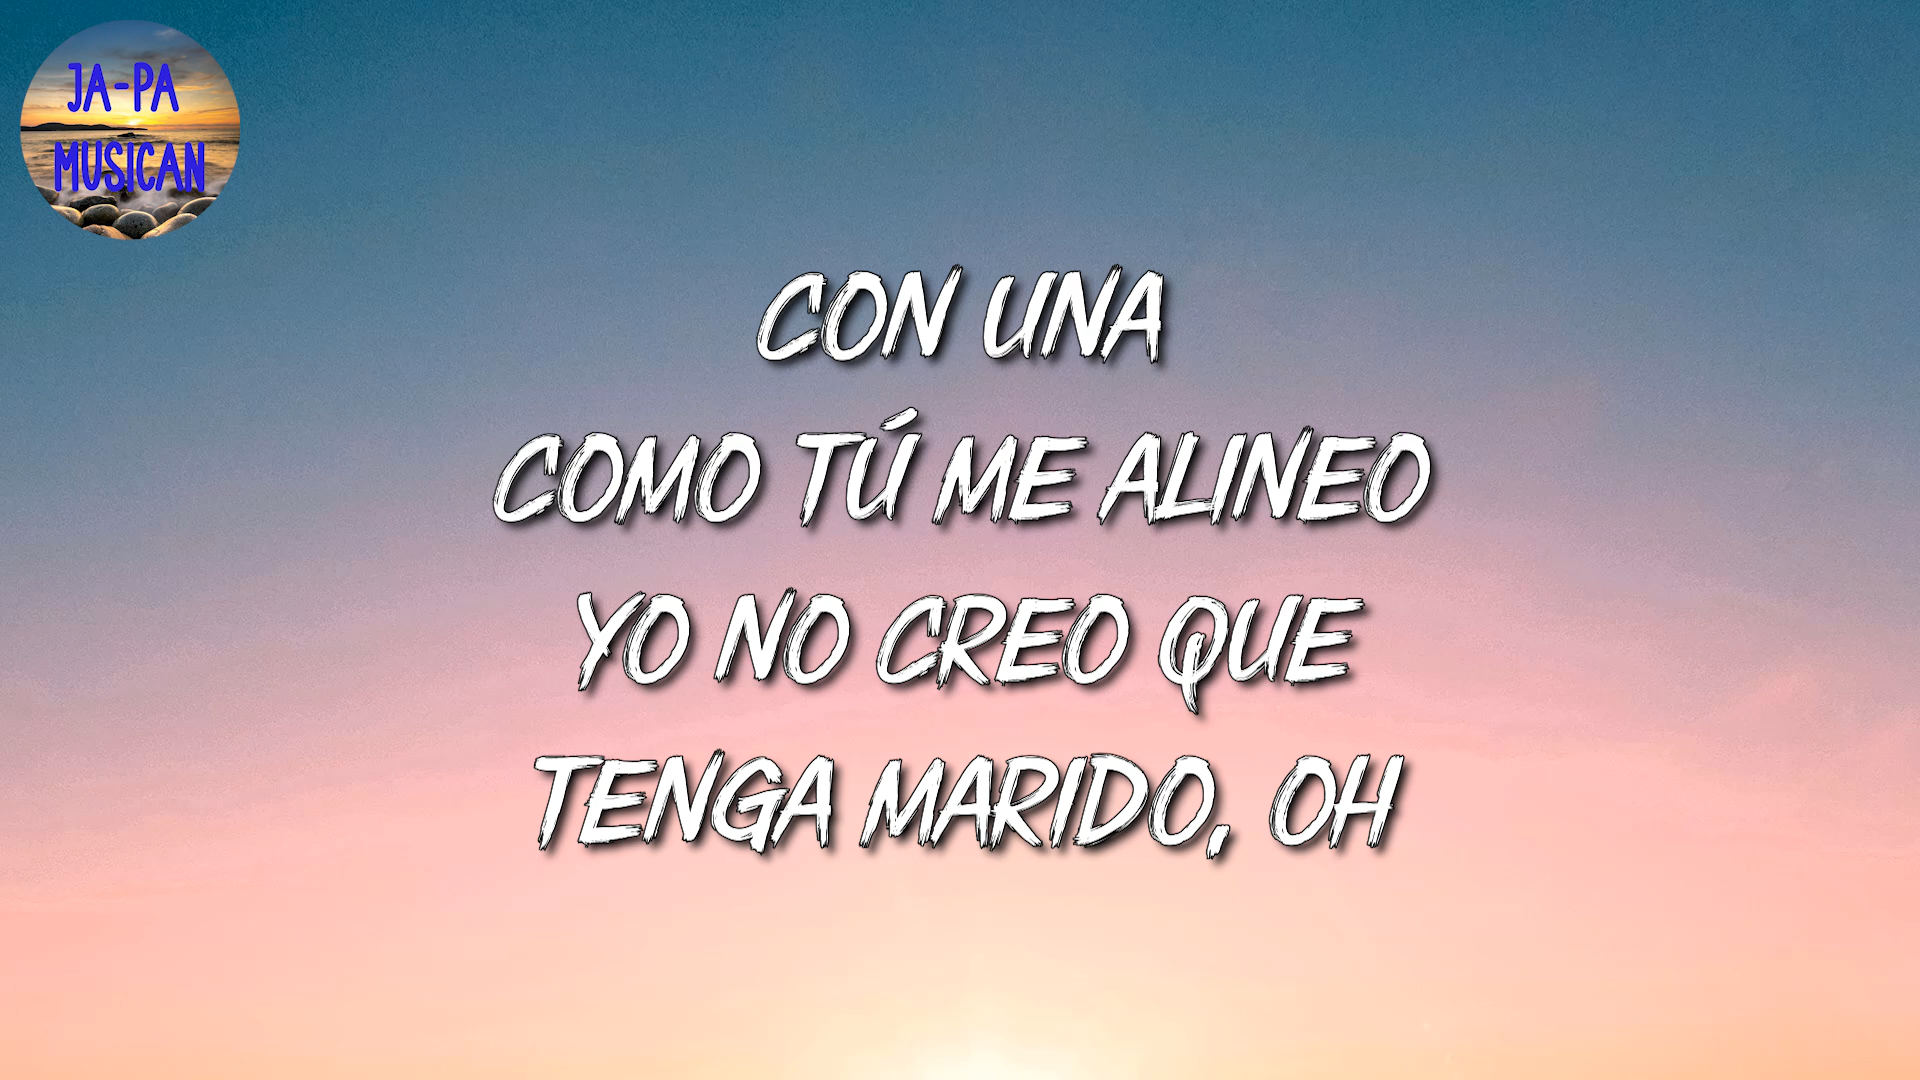 JA-PA
MUSICAN
CON UNA
COMO TÚ ME ALINEO
YO NO CREO QUE
TENGA MARIDO, OH